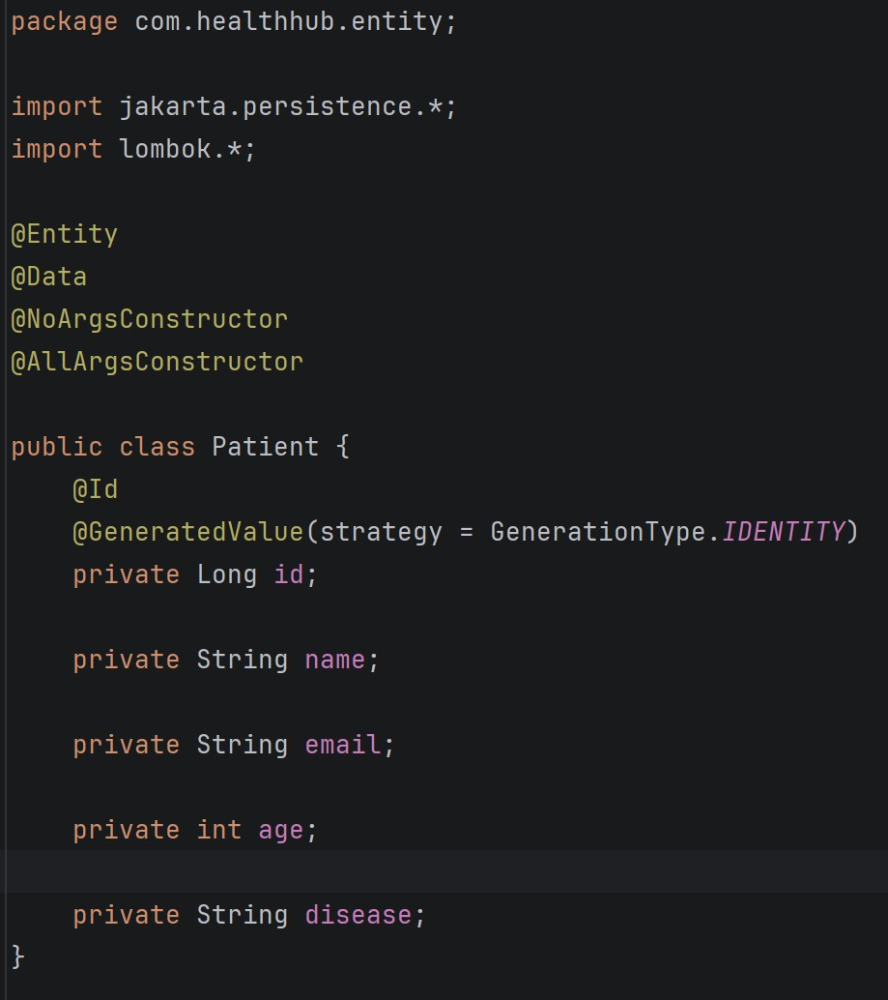 package com.healthhub.entity;
import jakarta.persistence.*;
import lombok.*;
@Entity
@Data
@NoArgsConstructor
@AllArgsConstructor
public class Patient {
    @Id
    @GeneratedValue(strategy = GenerationType.IDENTITY)
    private Long id;
    private String name;
    private String email;
    private int age;
    private String disease;
}